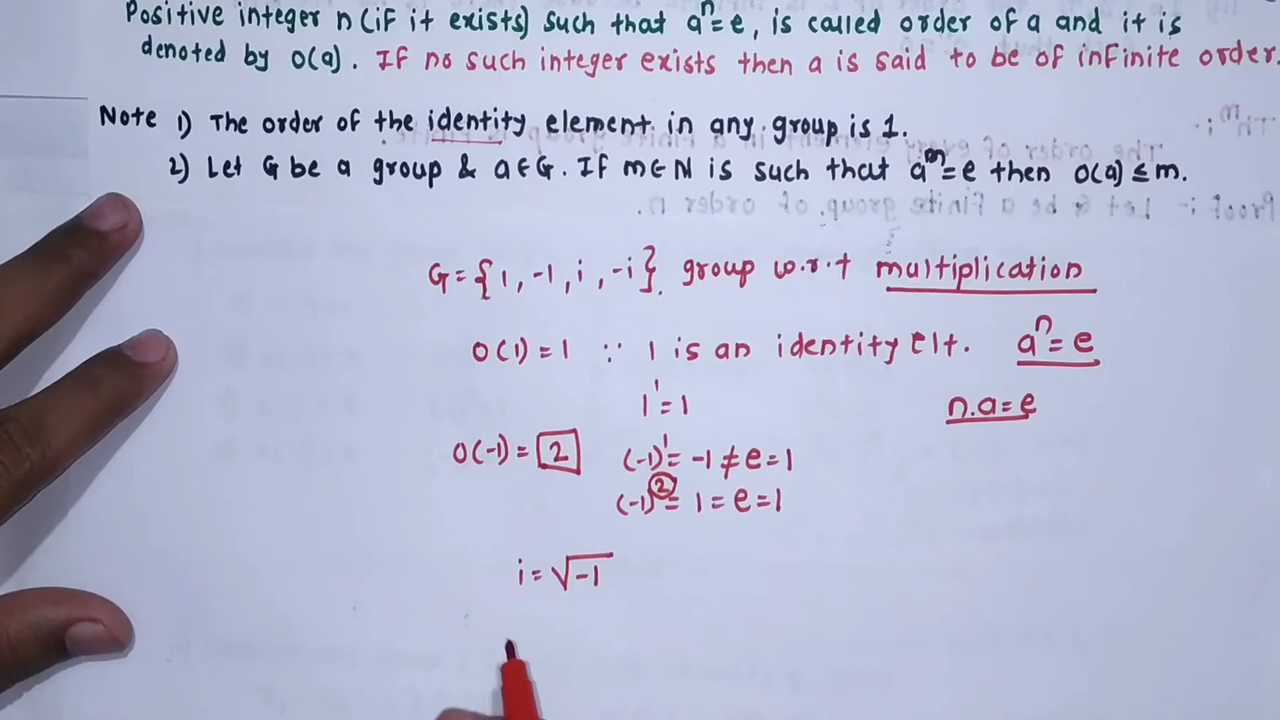 Positive integer n (if it exists) such that aⁿ=e, is called order of a and it is
denoted by o(a). If no such integer exists then a is said to be of infinite order.
Note 1) The order of the identity element in any group is 1.
2) Let G be a group & a∈G. If m∈N is such that aᵐ=e then o(a) ≤ m.
G = {1, -1, i, -i} group w.r.t multiplication
o(1) = 1 ∵ 1 is an identity elt. aⁿ = e
1¹ = 1 n.a = e
o(-1) = 2 (-1)¹ = -1 ≠ e = 1
(-1)² = 1 = e = 1
i = √-1